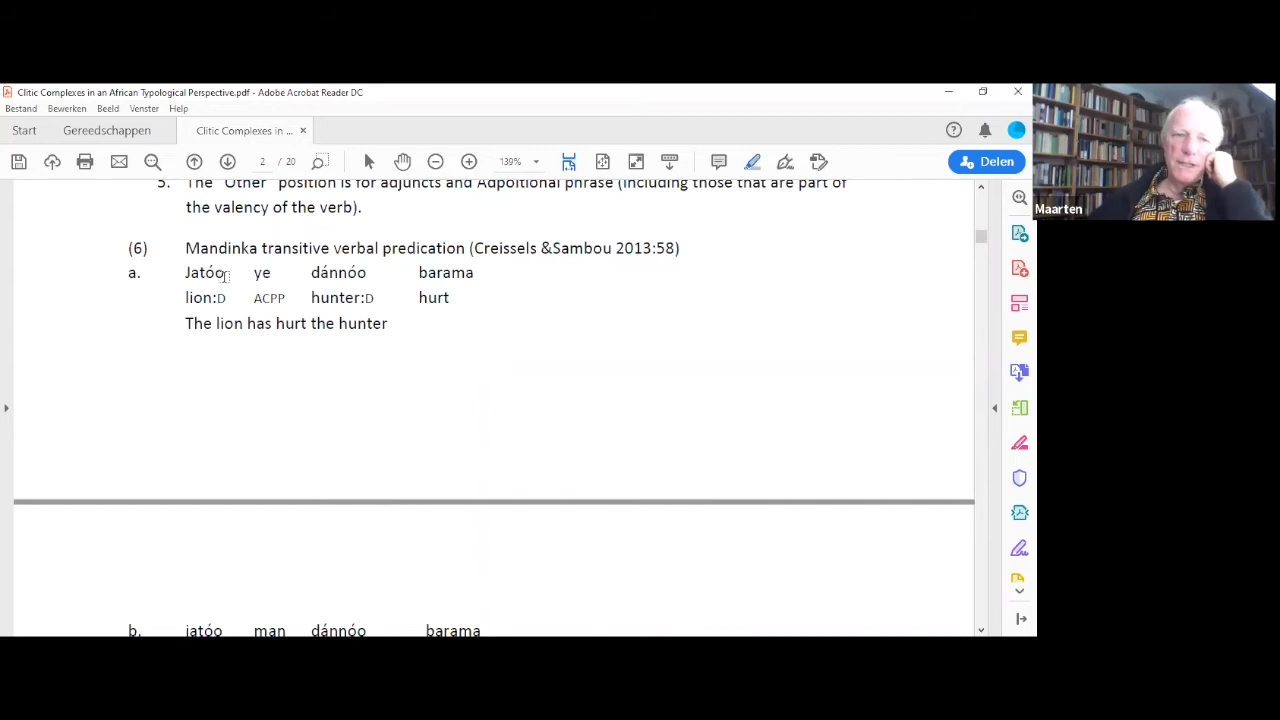 Clitic Complexes in an African Typological Perspective.pdf - Adobe Acrobat Reader DC
Bestand Bewerken Beeld Venster Help
Start Gereedschappen Clitic Complexes in ... ×
2 / 20 139% Delen
Maarten
5. The "Other" position is for adjuncts and Adpoitional phrase (including those that are part of
the valency of the verb).
(6) Mandinka transitive verbal predication (Creissels &Sambou 2013:58)
a. Jatóo ye dánnóo barama
lion:D ACPP hunter:D hurt
The lion has hurt the hunter
b. jatóo man dánnóo barama